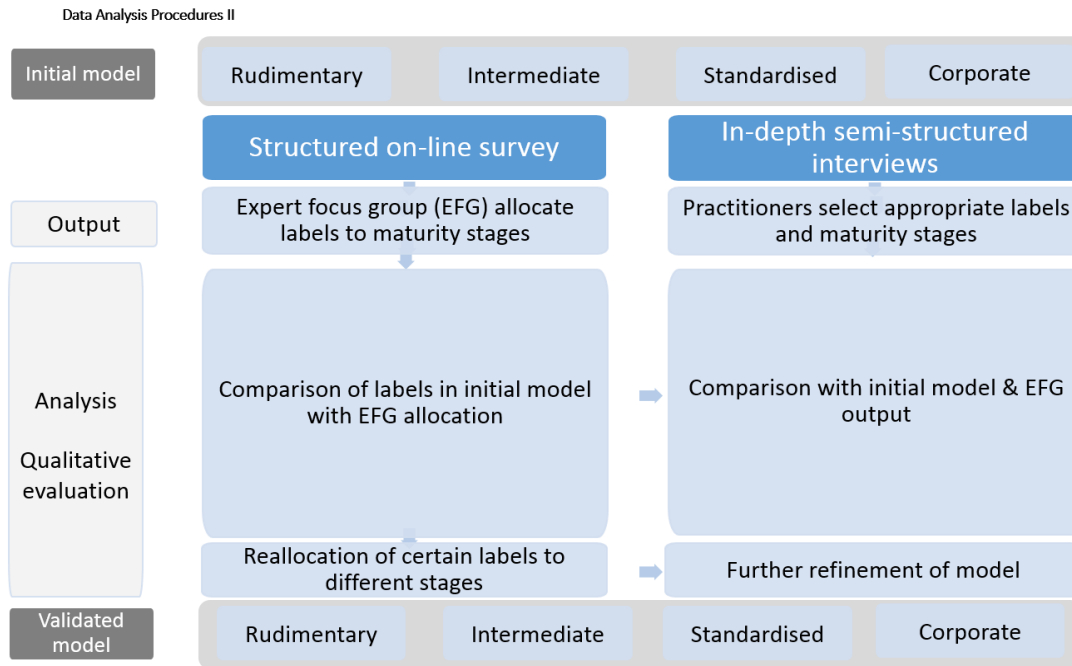 Data Analysis Procedures II
Initial model
Rudimentary
Intermediate
Standardised
Corporate
Structured on-line survey
In-depth semi-structured
interviews
Output
Expert focus group (EFG) allocate
labels to maturity stages
Practitioners select appropriate labels
and maturity stages
Analysis
Qualitative
evaluation
Comparison of labels in initial model
with EFG allocation
Comparison with initial model & EFG
output
Reallocation of certain labels to
different stages
Further refinement of model
Validated
model
Rudimentary
Intermediate
Standardised
Corporate